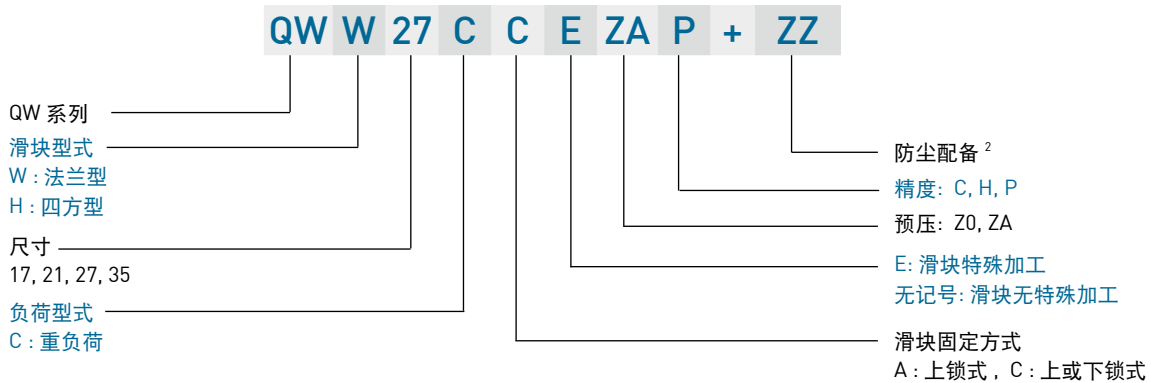 QW W 27 C C E ZA P + ZZ
QW 系列
滑块型式
W : 法兰型
H : 四方型
尺寸
17, 21, 27, 35
负荷型式
C : 重负荷
防尘配备 2
精度: C, H, P
预压: Z0, ZA
E: 滑块特殊加工
无记号: 滑块无特殊加工
滑块固定方式
A : 上锁式 , C : 上或下锁式